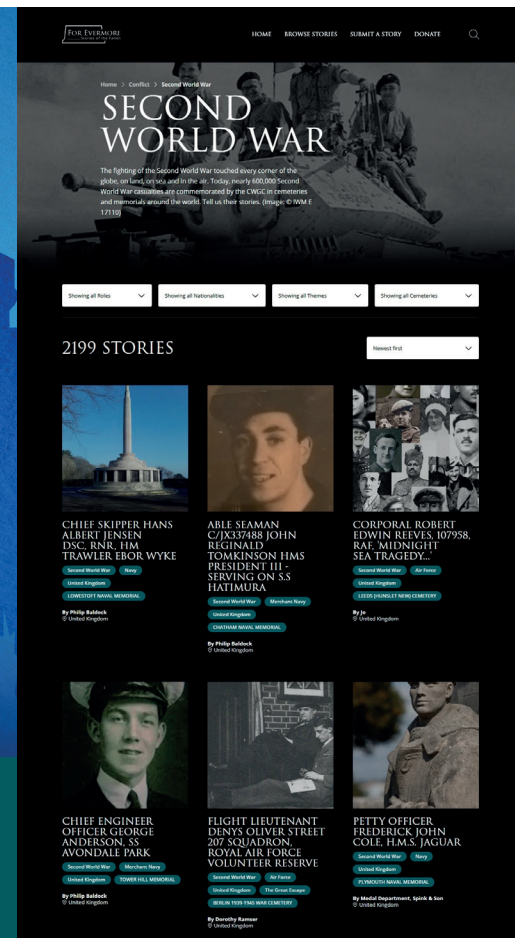 FOR EVERMORE
Stories of the Fallen
HOME BROWSE STORIES SUBMIT A STORY DONATE
Home > Conflict > Second World War
SECOND
WORLD WAR
The fighting of the Second World War touched every corner of the
globe, on land, on sea and in the air. Today, nearly 600,000 Second
World War casualties are commemorated by the CWGC in cemeteries
and memorials around the world. Tell us their stories. (Image: © IWM E
17110)
Showing all Roles
Showing all Nationalities
Showing all Themes
Showing all Cemeteries
2199 STORIES
Newest first
CHIEF SKIPPER HANS
ALBERT JENSEN
DSC, RNR, HM
TRAWLER EBOR WYKE
Second World War Navy
United Kingdom
LOWESTOFT NAVAL MEMORIAL
By Philip Baldock
United Kingdom
ABLE SEAMAN
C/JX337488 JOHN
REGINALD
TOMKINSON HMS
PRESIDENT III -
SERVING ON S.S
HATIMURA
Second World War Merchant Navy
United Kingdom
CHATHAM NAVAL MEMORIAL
By Philip Baldock
United Kingdom
CORPORAL ROBERT
EDWIN REEVES, 107958,
RAF, 'MIDNIGHT
SEA TRAGEDY...'
Second World War Air Force
United Kingdom
LEEDS (HUNSLET NEW) CEMETERY
By Jo
United Kingdom
CHIEF ENGINEER
OFFICER GEORGE
ANDERSON, SS
AVONDALE PARK
Second World War Merchant Navy
United Kingdom TOWER HILL MEMORIAL
By Philip Baldock
United Kingdom
FLIGHT LIEUTENANT
DENYS OLIVER STREET
207 SQUADRON,
ROYAL AIR FORCE
VOLUNTEER RESERVE
Second World War Air Force
United Kingdom The Great Escape
BERLIN 1939-1945 WAR CEMETERY
By Dorothy Ramser
United Kingdom
PETTY OFFICER
FREDERICK JOHN
COLE, H.M.S. JAGUAR
Second World War Navy
United Kingdom
PLYMOUTH NAVAL MEMORIAL
By Medal Department, Spink & Son
United Kingdom